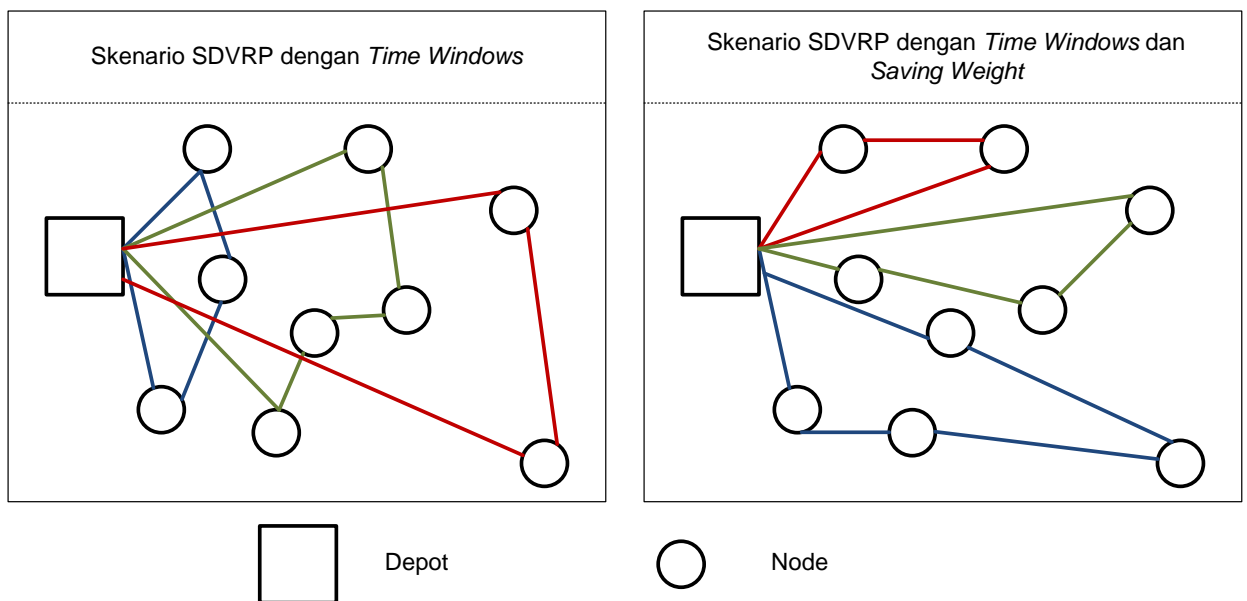 Skenario SDVRP dengan Time Windows
Skenario SDVRP dengan Time Windows dan
Saving Weight
Depot
Node